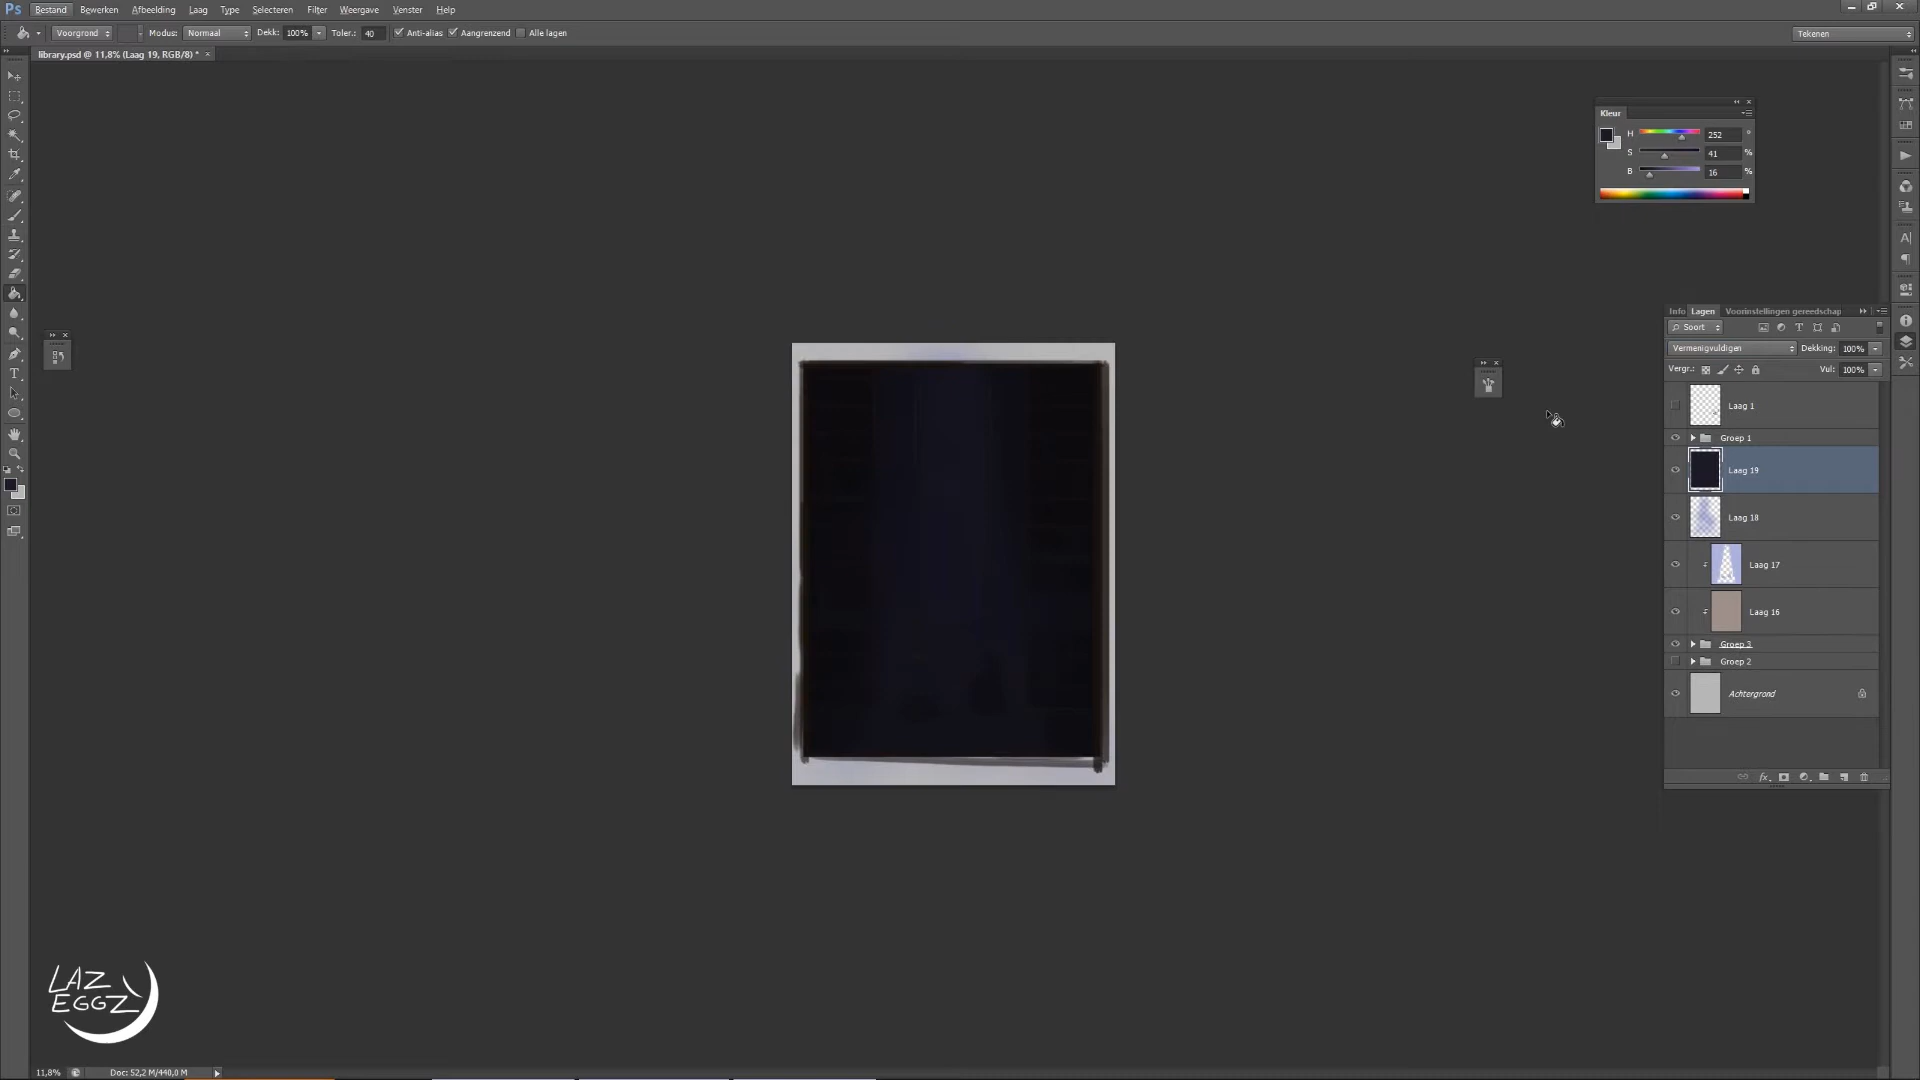 Ps Bestand Bewerken Afbeelding Laag Type Selecteren Filter Weergave Venster Help
Voorgrond Modus: Normaal Dekk: 100% Toler.: 40 Anti-alias Aangrenzend Alle lagen Tekenen
library.psd @ 11,8% (Laag 19, RGB/8) * ×
Kleur
H 252 °
S 41 %
B 16 %
Info Lagen Voorinstellingen gereedschap
Soort
Vermenigvuldigen Dekking: 100%
Vergr.: Vul: 100%
Laag 1
Groep 1
Laag 19
Laag 18
Laag 17
Laag 16
Groep 3
Groep 2
Achtergrond
LAZ
EGGZ
11,8% Doc: 52,2 M/440,0 M